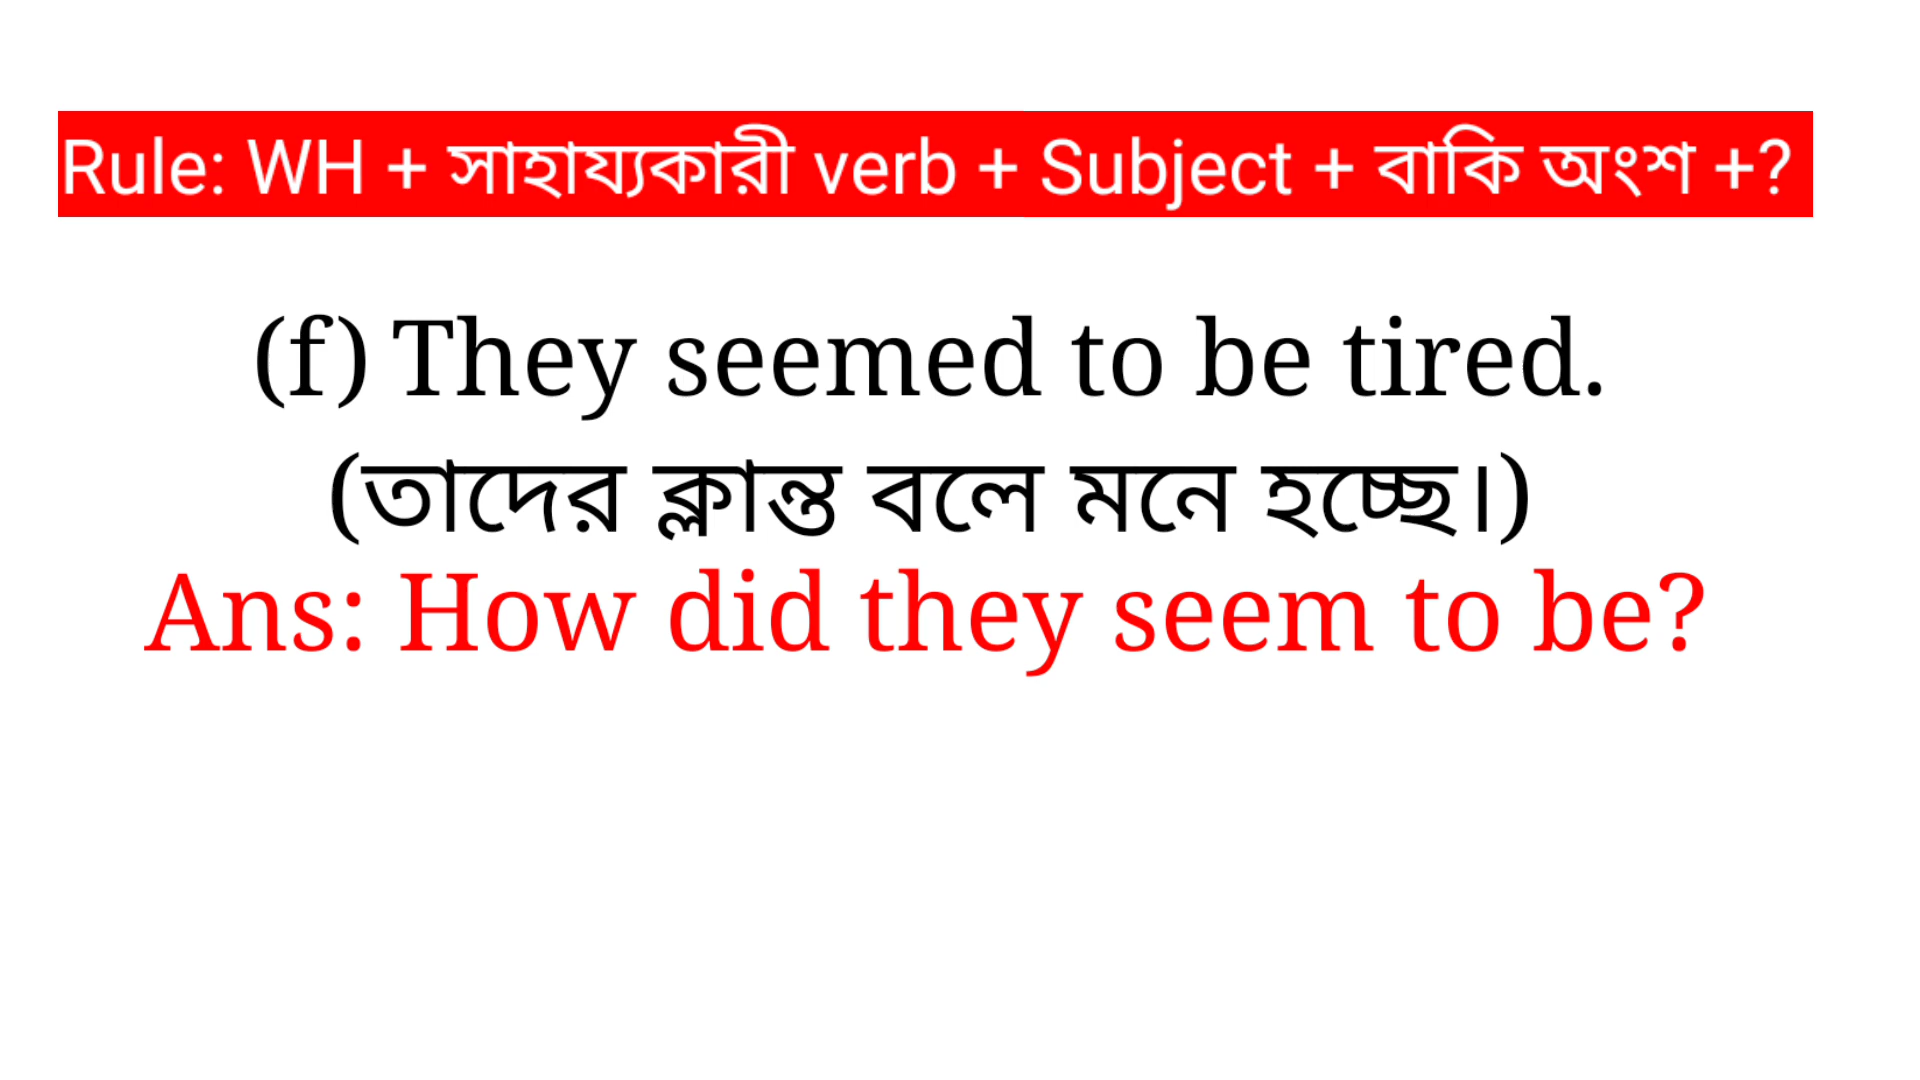 Rule: WH + সাহায্যকারী verb + Subject + বাকি অংশ +?
(f) They seemed to be tired.
(তাদের ক্লান্ত বলে মনে হচ্ছে।)
Ans: How did they seem to be?